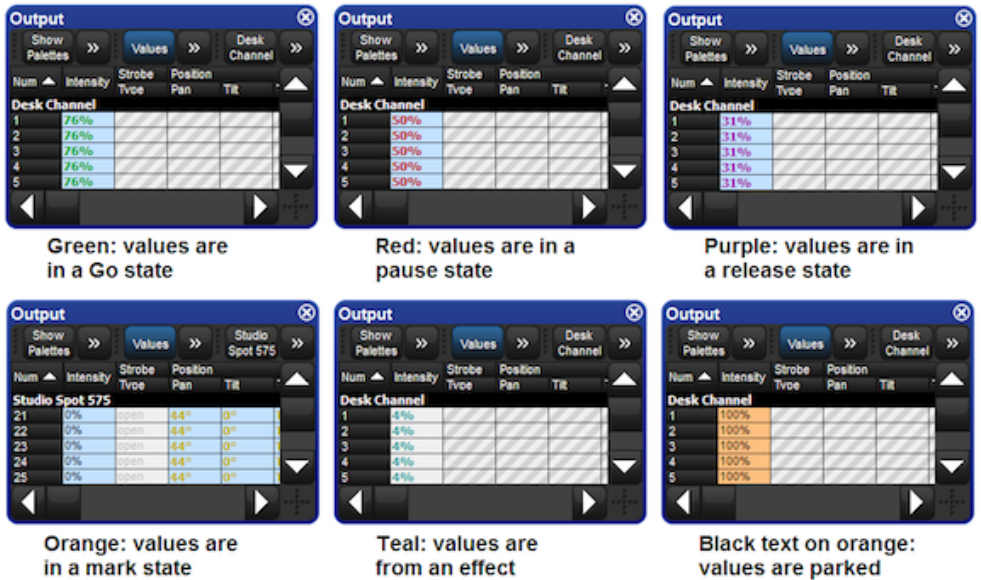 Output
Show
Palettes
»
Values
»
Desk
Channel
»
Num Intensity Strobe Position
Type Pan Tilt
Desk Channel
1 76%
2 76%
3 76%
4 76%
5 76%
Green: values are
in a Go state
Output
Show
Palettes
»
Values
»
Desk
Channel
»
Num Intensity Strobe Position
Type Pan Tilt
Desk Channel
1 50%
2 50%
3 50%
4 50%
5 50%
Red: values are in a
pause state
Output
Show
Palettes
»
Values
»
Desk
Channel
»
Num Intensity Strobe Position
Type Pan Tilt
Desk Channel
1 31%
2 31%
3 31%
4 31%
5 31%
Purple: values are in
a release state
Output
Show
Palettes
»
Values
»
Studio
Spot 575
»
Num Intensity Strobe Position
Type Pan Tilt
Studio Spot 575
21 0% open 44° 0°
22 0% open 44° 0°
23 0% open 44° 0°
24 0% open 44° 0°
25 0% open 44° 0°
Orange: values are
in a mark state
Output
Show
Palettes
»
Values
»
Desk
Channel
»
Num Intensity Strobe Position
Type Pan Tilt
Desk Channel
1 4%
2 4%
3 4%
4 4%
5 4%
Teal: values are
from an effect
Output
Show
Palettes
»
Values
»
Desk
Channel
»
Num Intensity Strobe Position
Type Pan Tilt
Desk Channel
1 100%
2 100%
3 100%
4 100%
5 100%
Black text on orange:
values are parked